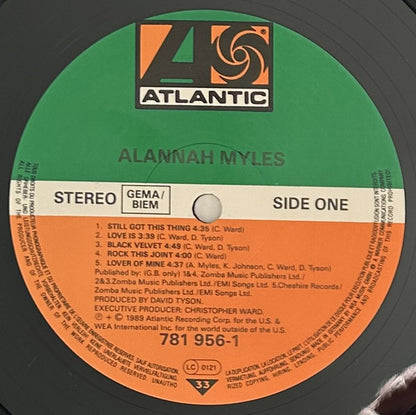 ATLANTIC
ALANNAH MYLES
STEREO
GEMA/
BIEM
SIDE ONE
1. STILL GOT THIS THING 4:35 (C. Ward)
2. LOVE IS 3:39 (C. Ward, D. Tyson)
3. BLACK VELVET 4:49 (C. Ward, D. Tyson)
4. ROCK THIS JOINT 4:00 (C. Ward)
5. LOVER OF MINE 4:37 (A. Myles, K. Johnson, C. Ward, D. Tyson)
Published by: (G.B. only) 1&4, Zomba Music Publishers Ltd./
2&3.Zomba Publishers Ltd./EMI Songs Ltd. 5.Cheshire Records/
Zomba Music Publishers Ltd./EMI Songs Ltd.
PRODUCED BY DAVID TYSON.
EXECUTIVE PRODUCER: CHRISTOPHER WARD.
℗ + © 1989 Atlantic Recording Corp. for the U.S. &
WEA International Inc. for the world outside of the U.S.
781 956-1
LC 0121
33